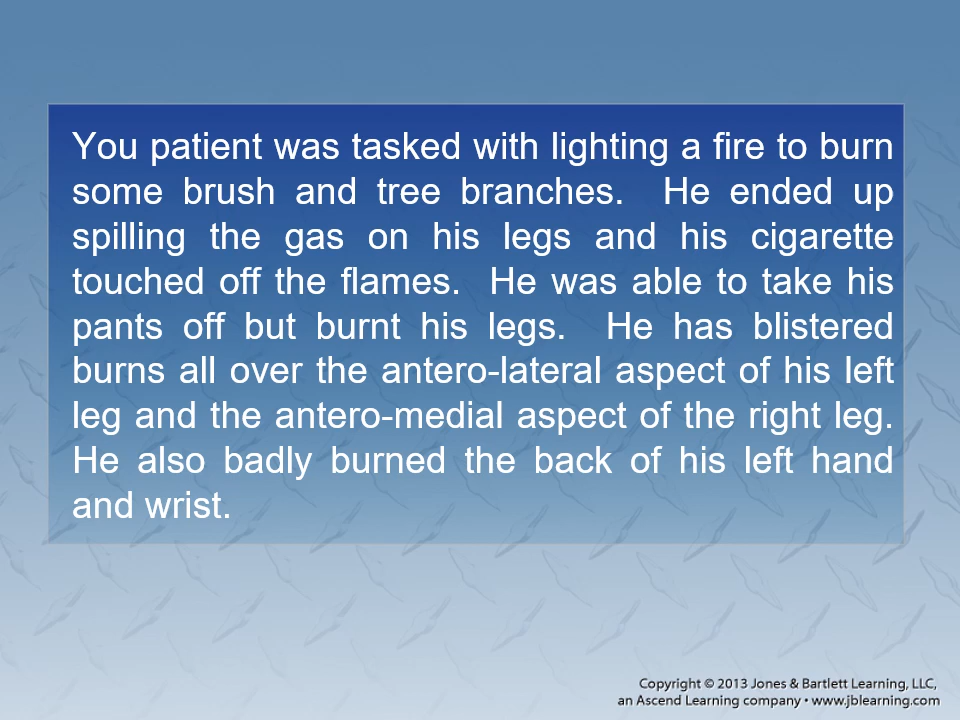 You patient was tasked with lighting a fire to burn
some brush and tree branches.  He ended up
spilling the gas on his legs and his cigarette
touched off the flames.  He was able to take his
pants off but burnt his legs.  He has blistered
burns all over the antero-lateral aspect of his left
leg and the antero-medial aspect of the right leg.
He also badly burned the back of his left hand
and wrist.
Copyright © 2013 Jones & Bartlett Learning, LLC,
an Ascend Learning company • www.jblearning.com